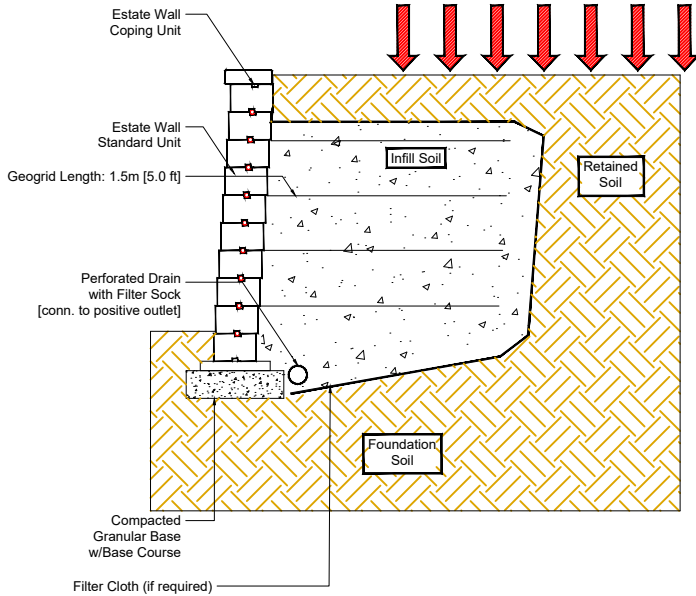 Estate Wall
Coping Unit
Estate Wall
Standard Unit
Infill Soil
Retained
Soil
Geogrid Length: 1.5m [5.0 ft]
Perforated Drain
with Filter Sock
[conn. to positive outlet]
Foundation
Soil
Compacted
Granular Base
w/Base Course
Filter Cloth (if required)